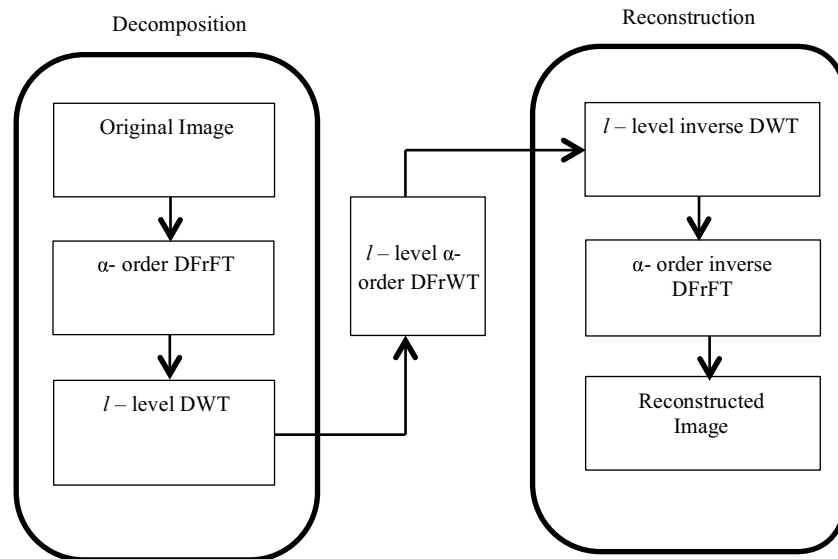 Decomposition
Original Image
α- order DFrFT
l – level DWT
l – level α-
order DFrWT
Reconstruction
l – level inverse DWT
α- order inverse
DFrFT
Reconstructed
Image